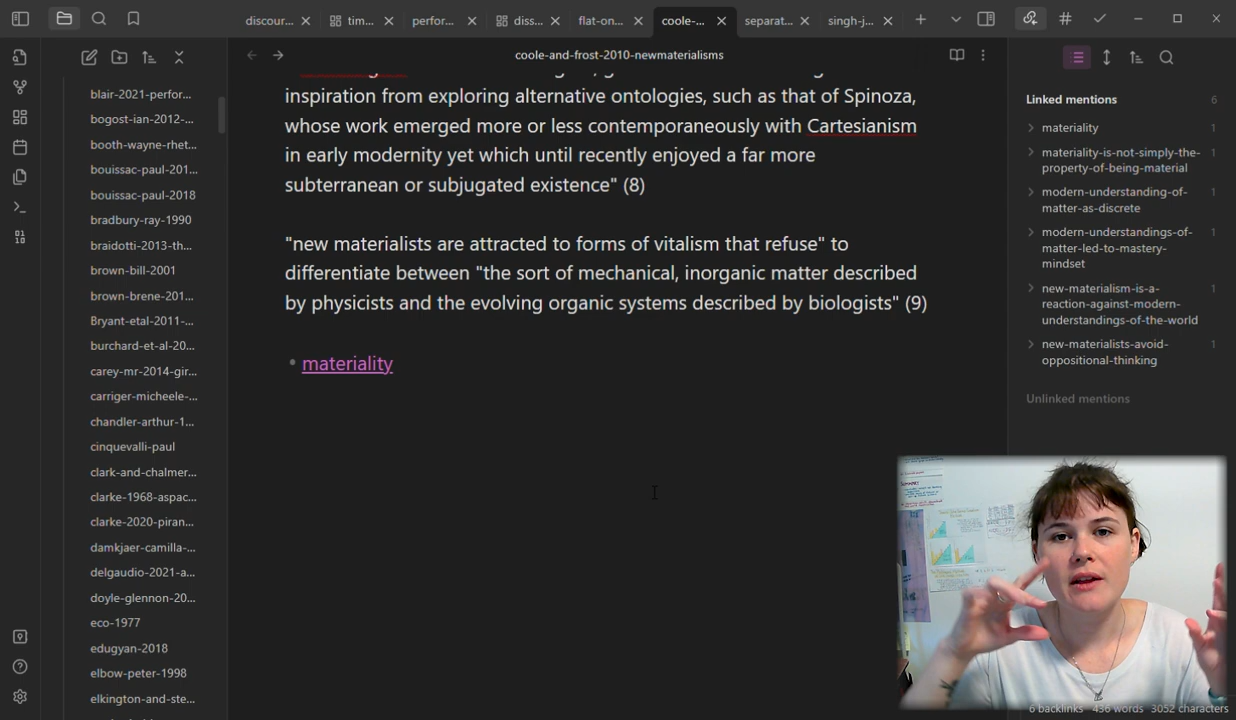 discour...
tim...
perfor...
diss...
flat-on...
coole-...
separat...
singh-j...
coole-and-frost-2010-newmaterialisms
blair-2021-perfor...
bogost-ian-2012-...
booth-wayne-rhet...
bouissac-paul-201...
bouissac-paul-2018
bradbury-ray-1990
braidotti-2013-th...
brown-bill-2001
brown-brene-201...
Bryant-etal-2011-...
burchard-et-al-20...
carey-mr-2014-gir...
carriger-micheele-...
chandler-arthur-1...
cinquevalli-paul
clark-and-chalmer...
clarke-1968-aspac...
clarke-2020-piran...
damkjaer-camilla-...
delgaudio-2021-a...
doyle-glennon-20...
eco-1977
edugyan-2018
elbow-peter-1998
elkington-and-ste...
inspiration from exploring alternative ontologies, such as that of Spinoza,
whose work emerged more or less contemporaneously with Cartesianism
in early modernity yet which until recently enjoyed a far more
subterranean or subjugated existence" (8)
"new materialists are attracted to forms of vitalism that refuse" to
differentiate between "the sort of mechanical, inorganic matter described
by physicists and the evolving organic systems described by biologists" (9)
• materiality
Linked mentions 6
materiality 1
materiality-is-not-simply-the- 1
property-of-being-material
modern-understanding-of- 1
matter-as-discrete
modern-understandings-of- 1
matter-led-to-mastery-
mindset
new-materialism-is-a- 1
reaction-against-modern-
understandings-of-the-world
new-materialists-avoid- 1
oppositional-thinking
Unlinked mentions
6 backlinks 436 words 3052 characters